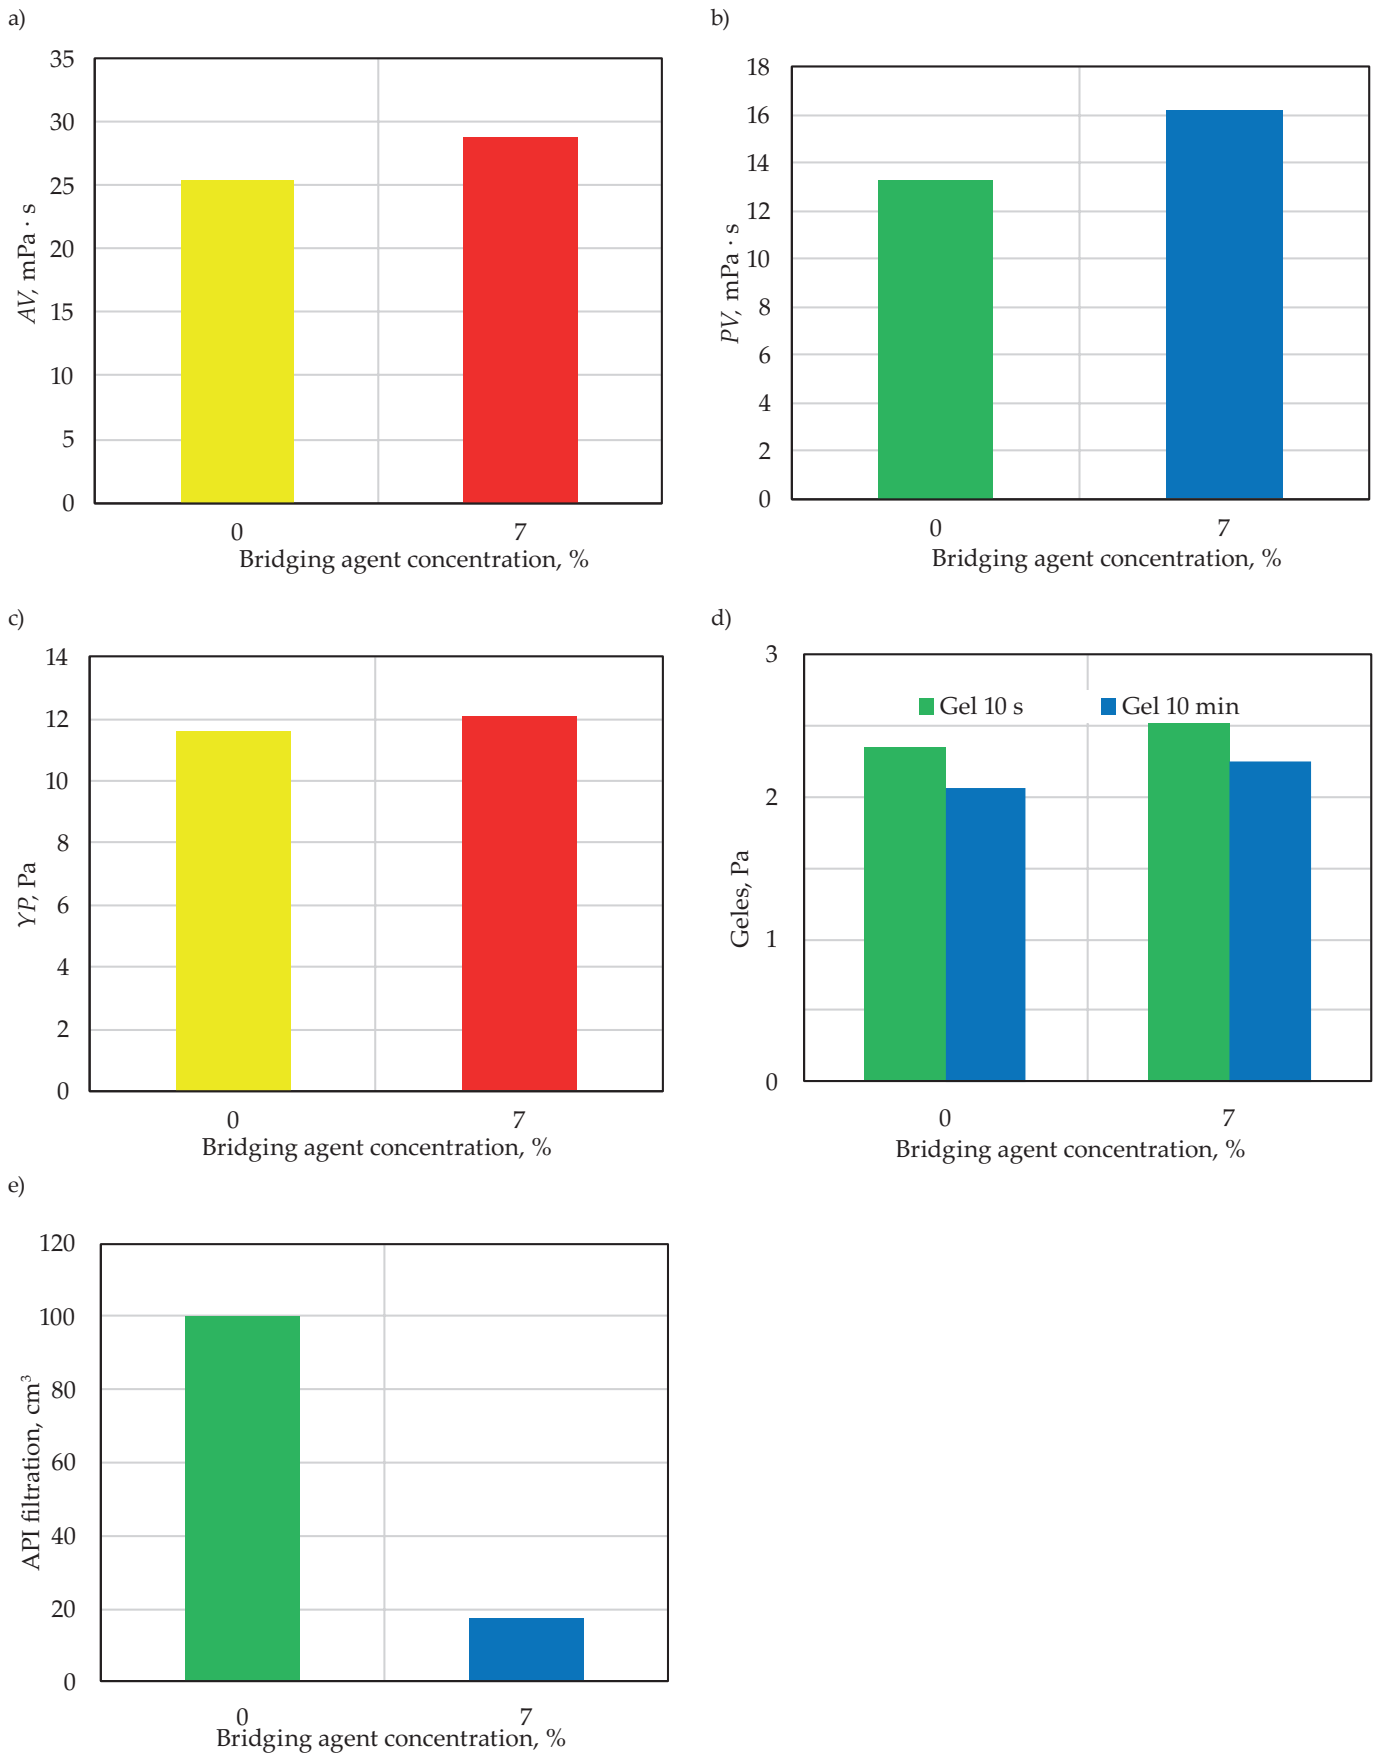 a)
35
30
25
20
15
10
5
0
AV, mPa · s
0 7
Bridging agent concentration, %
b)
18
16
14
12
10
8
6
4
2
0
PV, mPa · s
0 7
Bridging agent concentration, %
c)
14
12
10
8
6
4
2
0
YP, Pa
0 7
Bridging agent concentration, %
d)
3
2
1
0
Geles, Pa
Gel 10 s Gel 10 min
0 7
Bridging agent concentration, %
e)
120
100
80
60
40
20
0
API filtration, cm³
0 7
Bridging agent concentration, %